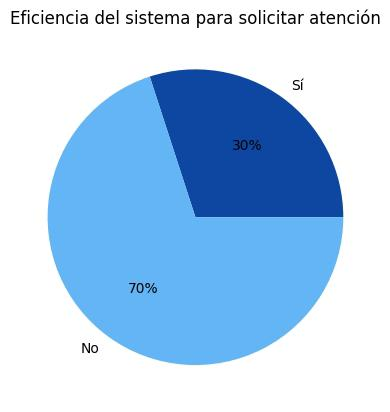 Eficiencia del sistema para solicitar atención
Sí
30%
70%
No